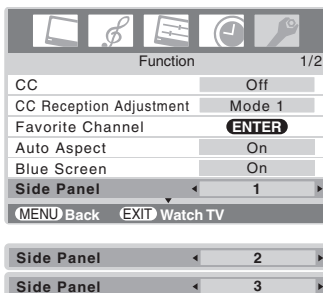 Function 1/2
CC Off
CC Reception Adjustment Mode 1
Favorite Channel ENTER
Auto Aspect On
Blue Screen On
Side Panel 1
MENU Back EXIT Watch TV
Side Panel 2
Side Panel 3